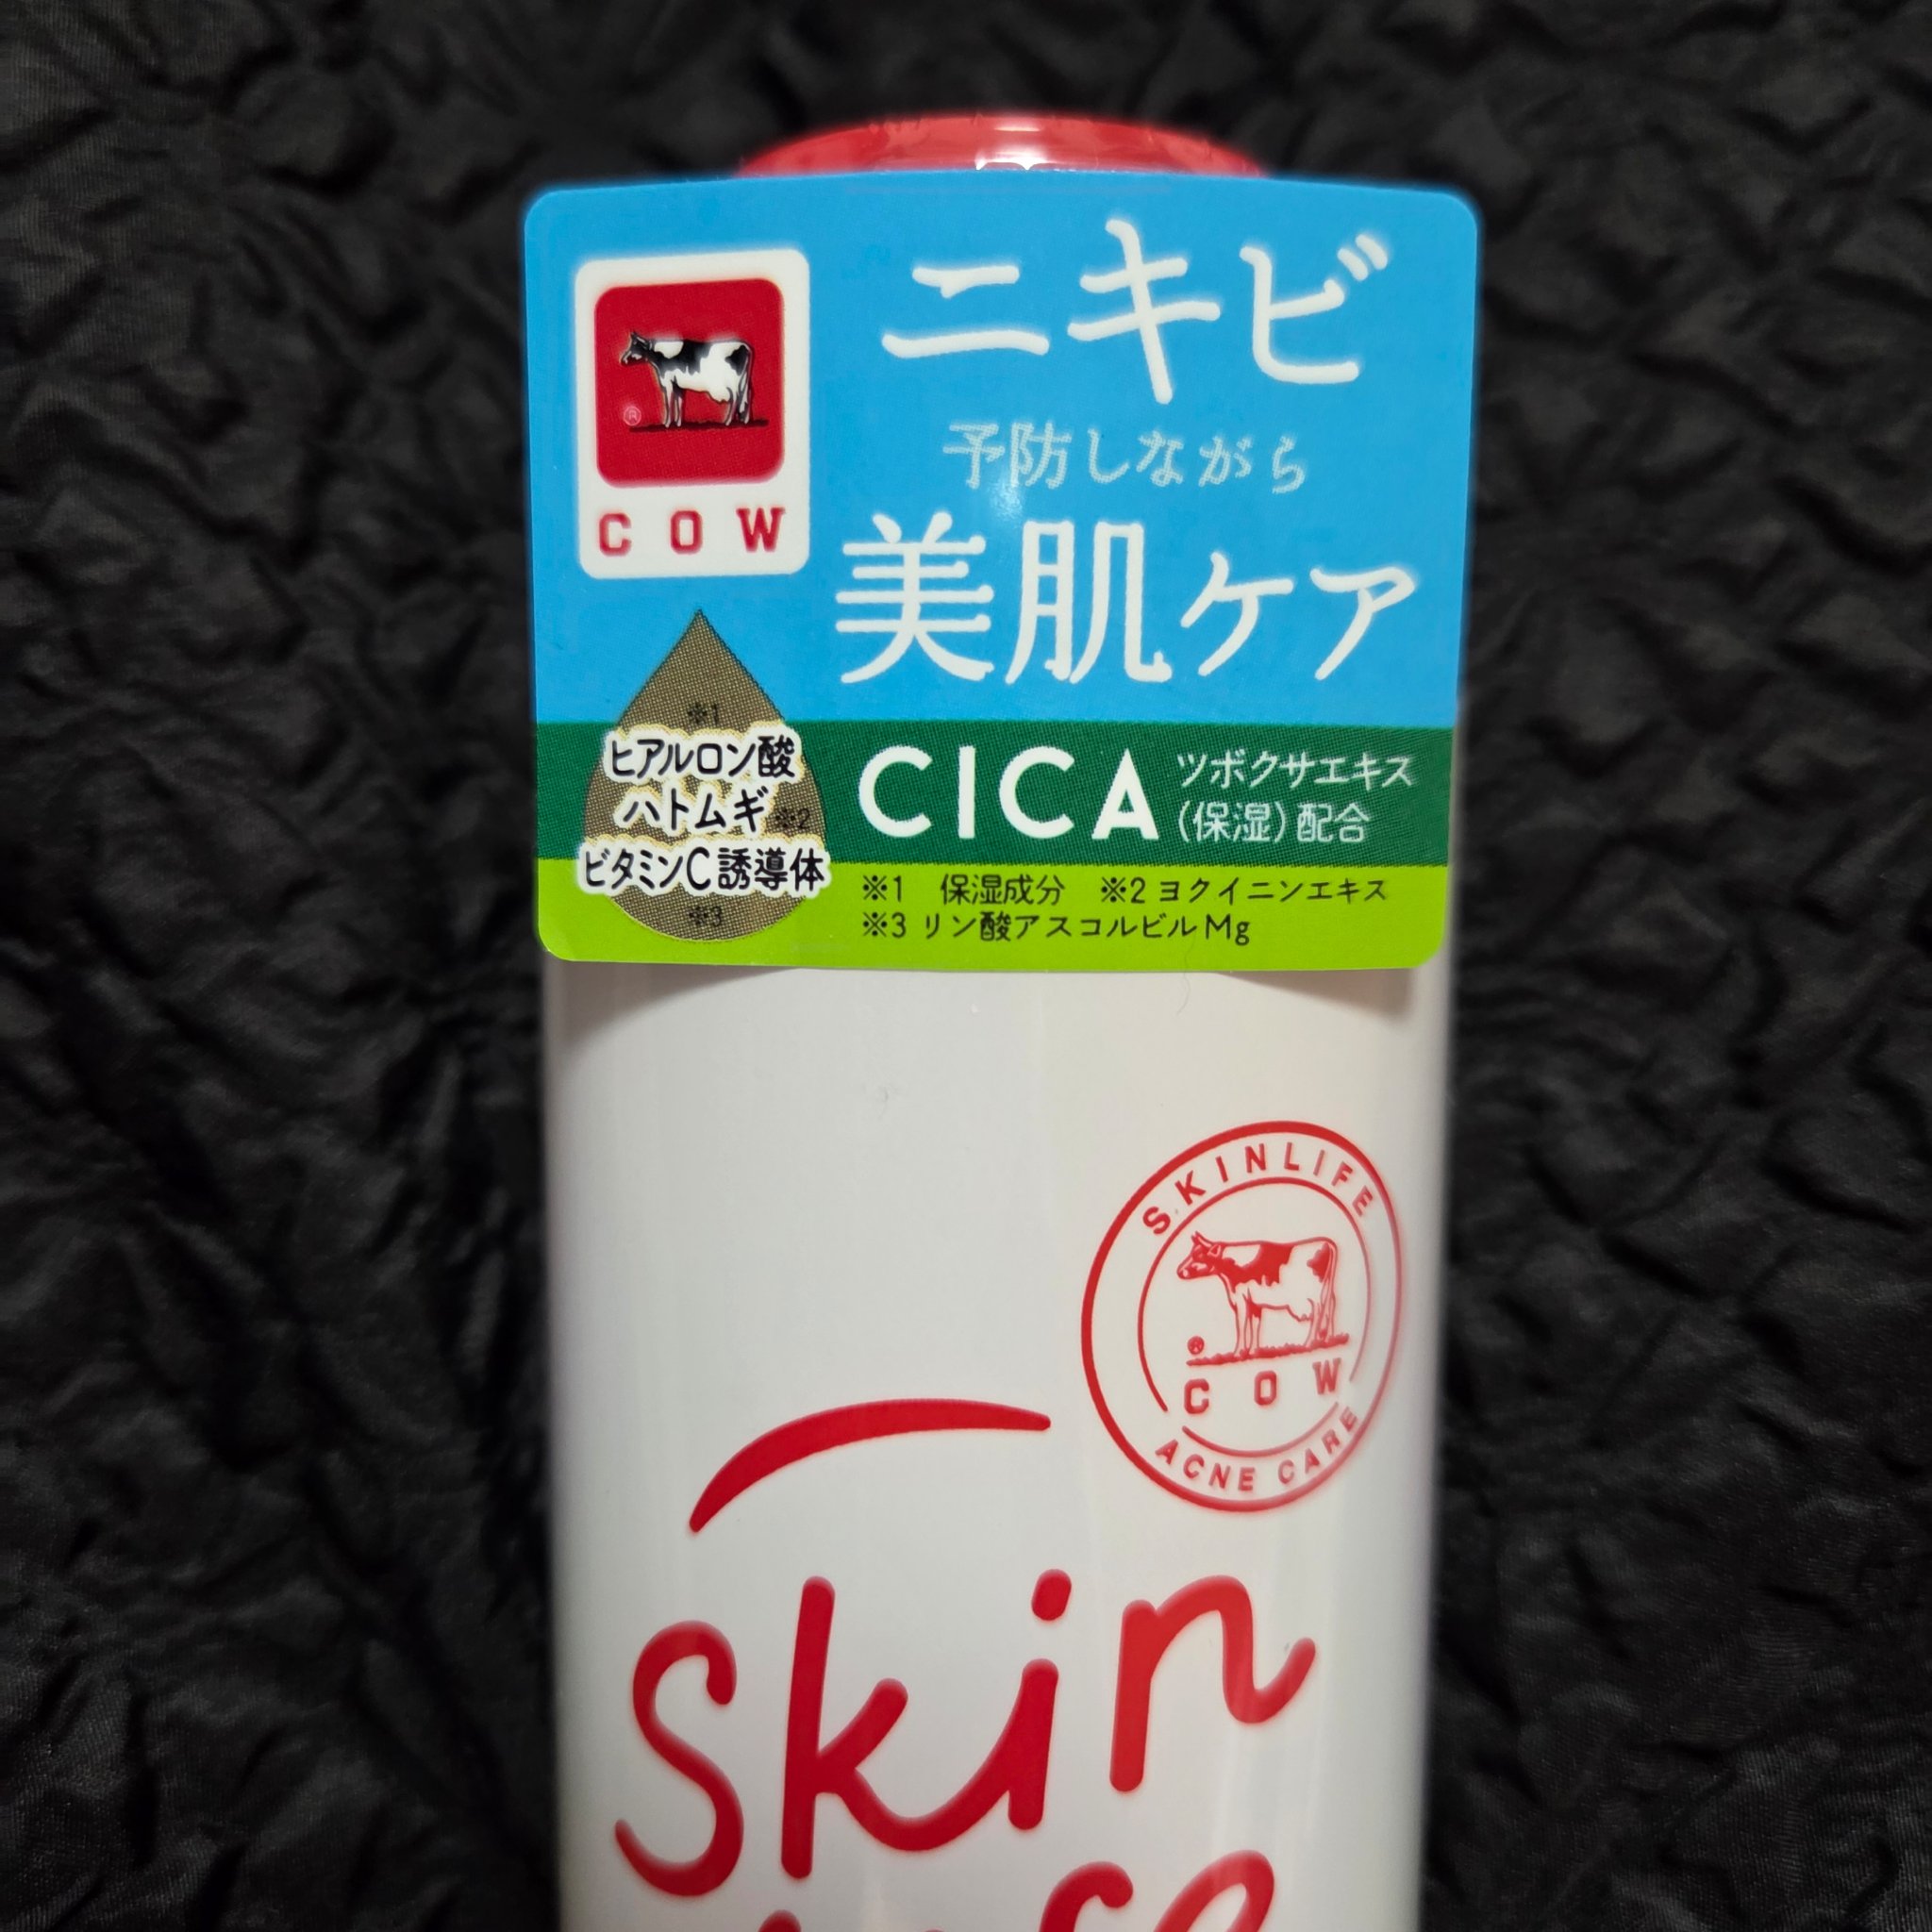 ニキビ
予防しながら
美肌ケア
®
COW
※1
ヒアルロン酸
ハトムギ※2
ビタミンC誘導体
※3
CICA ツボクサエキス
(保湿)配合
※1 保湿成分 ※2 ヨクイニンエキス
※3 リン酸アスコルビルMg
SKINLIFE
®
COW
ACNE CARE
Skin